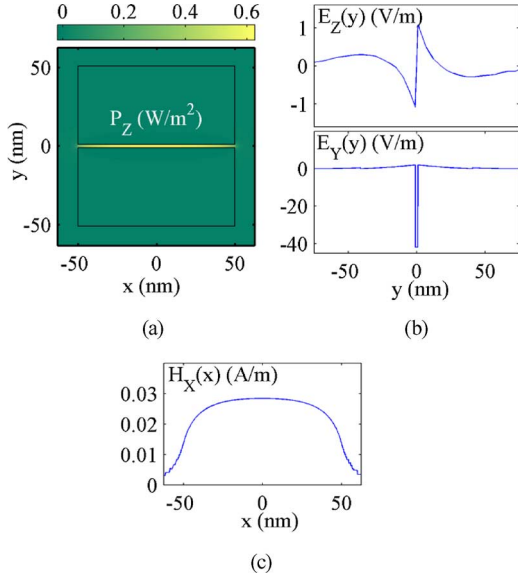 0 0.2 0.4 0.6
50
0
-50
y (nm)
P_Z (W/m²)
-50 0 50
x (nm)
(a)
E_Z(y) (V/m)
1
0
-1
E_Y(y) (V/m)
0
-20
-40
-50 0 50
y (nm)
(b)
H_X(x) (A/m)
0.03
0.02
0.01
0
-50 0 50
x (nm)
(c)